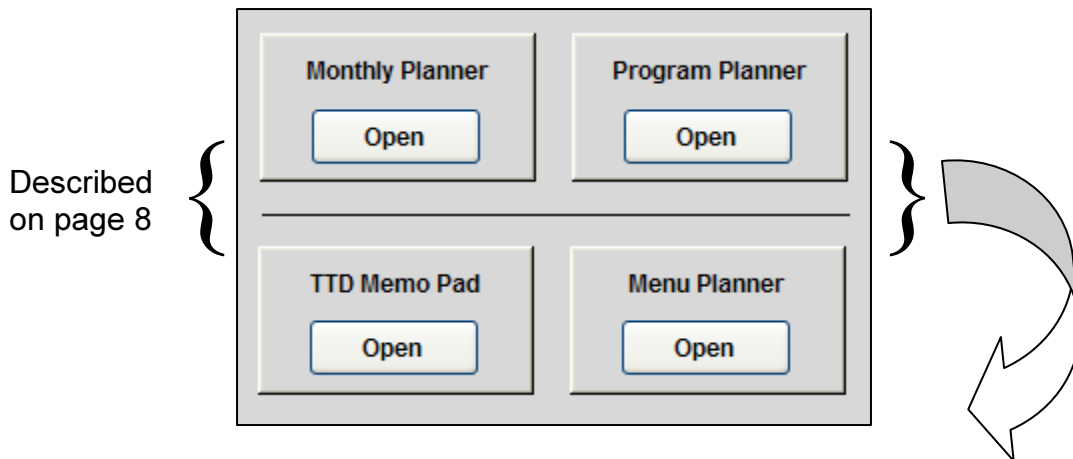 Monthly Planner
Program Planner
Open
Open
Described
on page 8
TTD Memo Pad
Menu Planner
Open
Open